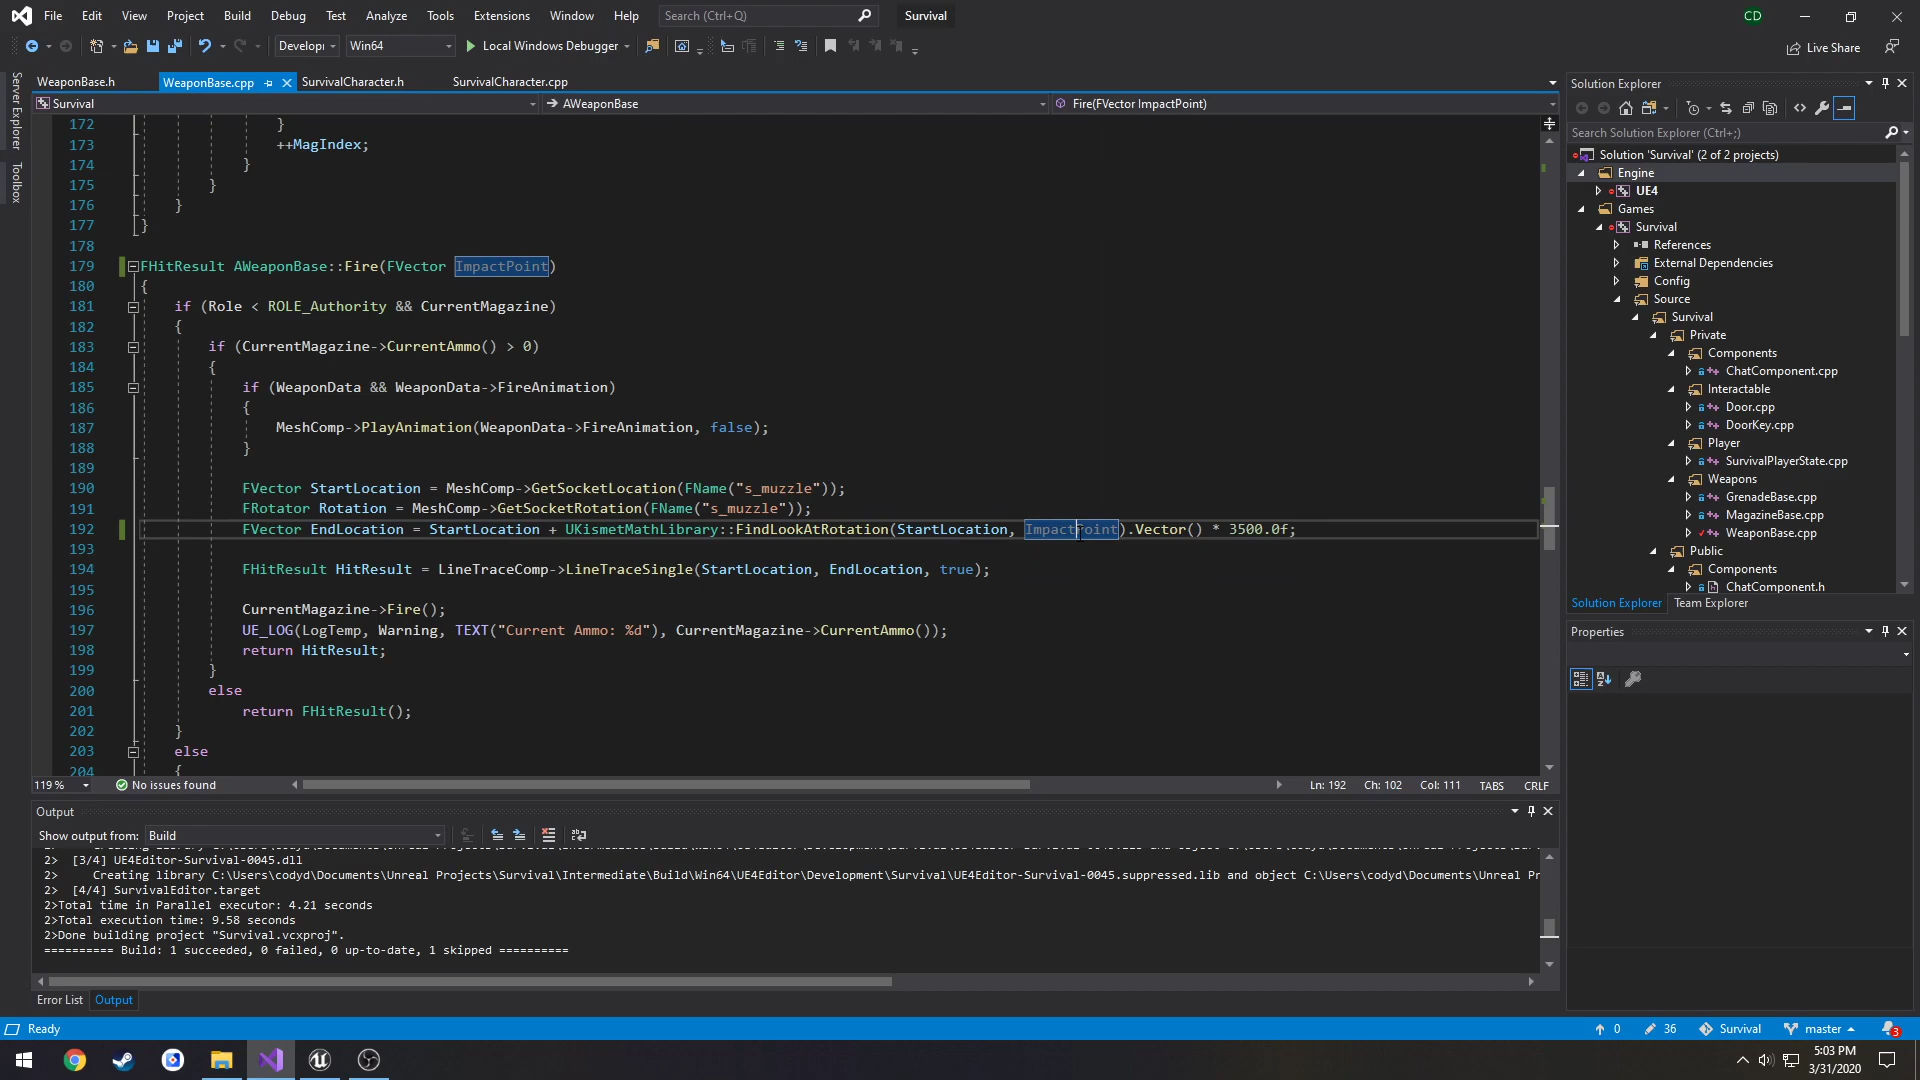 File Edit View Project Build Debug Test Analyze Tools Extensions Window Help Search (Ctrl+Q) Survival CD
Develop Win64 Local Windows Debugger Live Share
WeaponBase.h WeaponBase.cpp SurvivalCharacter.h SurvivalCharacter.cpp
Survival AWeaponBase Fire(FVector ImpactPoint)
Server Explorer
Toolbox
172 }
173 ++MagIndex;
174 }
175 }
176 }
177 }
178
179 FHitResult AWeaponBase::Fire(FVector ImpactPoint)
180 {
181 if (Role < ROLE_Authority && CurrentMagazine)
182 {
183 if (CurrentMagazine->CurrentAmmo() > 0)
184 {
185 if (WeaponData && WeaponData->FireAnimation)
186 {
187 MeshComp->PlayAnimation(WeaponData->FireAnimation, false);
188 }
189
190 FVector StartLocation = MeshComp->GetSocketLocation(FName("s_muzzle"));
191 FRotator Rotation = MeshComp->GetSocketRotation(FName("s_muzzle"));
192 FVector EndLocation = StartLocation + UKismetMathLibrary::FindLookAtRotation(StartLocation, ImpactPoint).Vector() * 3500.0f;
193
194 FHitResult HitResult = LineTraceComp->LineTraceSingle(StartLocation, EndLocation, true);
195
196 CurrentMagazine->Fire();
197 UE_LOG(LogTemp, Warning, TEXT("Current Ammo: %d"), CurrentMagazine->CurrentAmmo());
198 return HitResult;
199 }
200 else
201 return FHitResult();
202 }
203 else
204 {
119 % No issues found Ln: 192 Ch: 102 Col: 111 TABS CRLF
Output
Show output from: Build
2> [3/4] UE4Editor-Survival-0045.dll
2> Creating library C:\Users\codyd\Documents\Unreal Projects\Survival\Intermediate\Build\Win64\UE4Editor\Development\Survival\UE4Editor-Survival-0045.suppressed.lib and object C:\Users\codyd\Documents\Unreal Pr
2> [4/4] SurvivalEditor.target
2>Total time in Parallel executor: 4.21 seconds
2>Total execution time: 9.58 seconds
2>Done building project "Survival.vcxproj".
========== Build: 1 succeeded, 0 failed, 0 up-to-date, 1 skipped ==========
Error List Output
Solution Explorer
Search Solution Explorer (Ctrl+;)
Solution 'Survival' (2 of 2 projects)
Engine
UE4
Games
Survival
References
External Dependencies
Config
Source
Survival
Private
Components
ChatComponent.cpp
Interactable
Door.cpp
DoorKey.cpp
Player
SurvivalPlayerState.cpp
Weapons
GrenadeBase.cpp
MagazineBase.cpp
WeaponBase.cpp
Public
Components
ChatComponent.h
Solution Explorer Team Explorer
Properties
Ready 0 36 Survival master 3
5:03 PM
3/31/2020